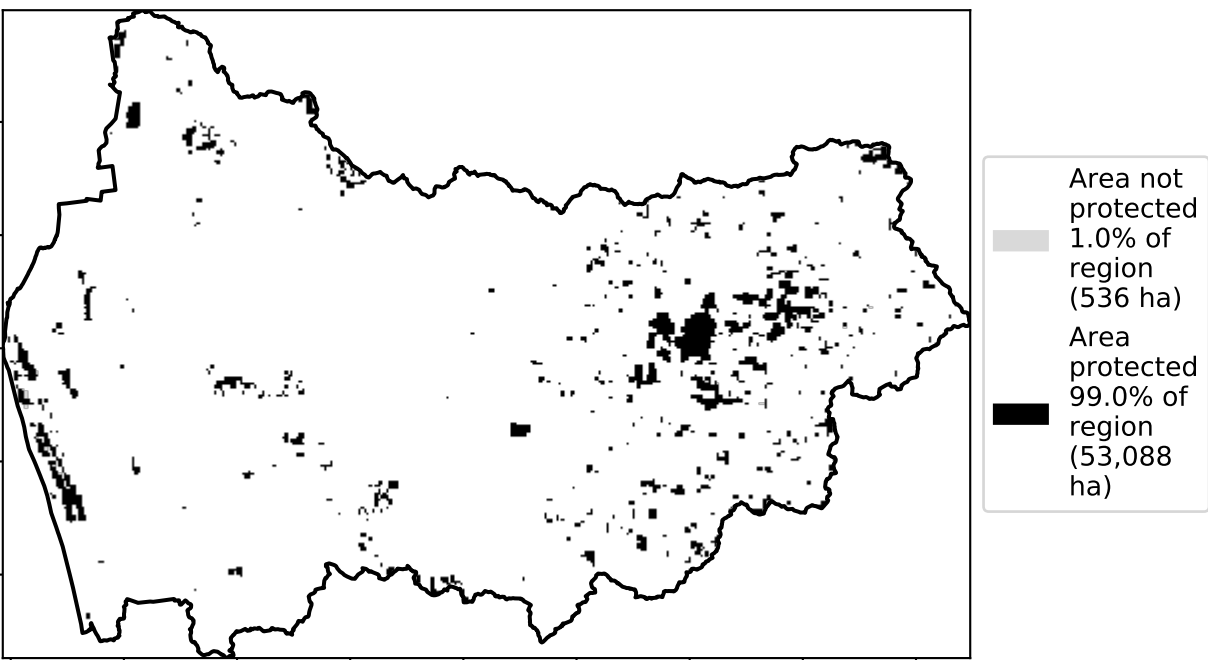 Area not
protected
1.0% of
region
(536 ha)
Area
protected
99.0% of
region
(53,088
ha)